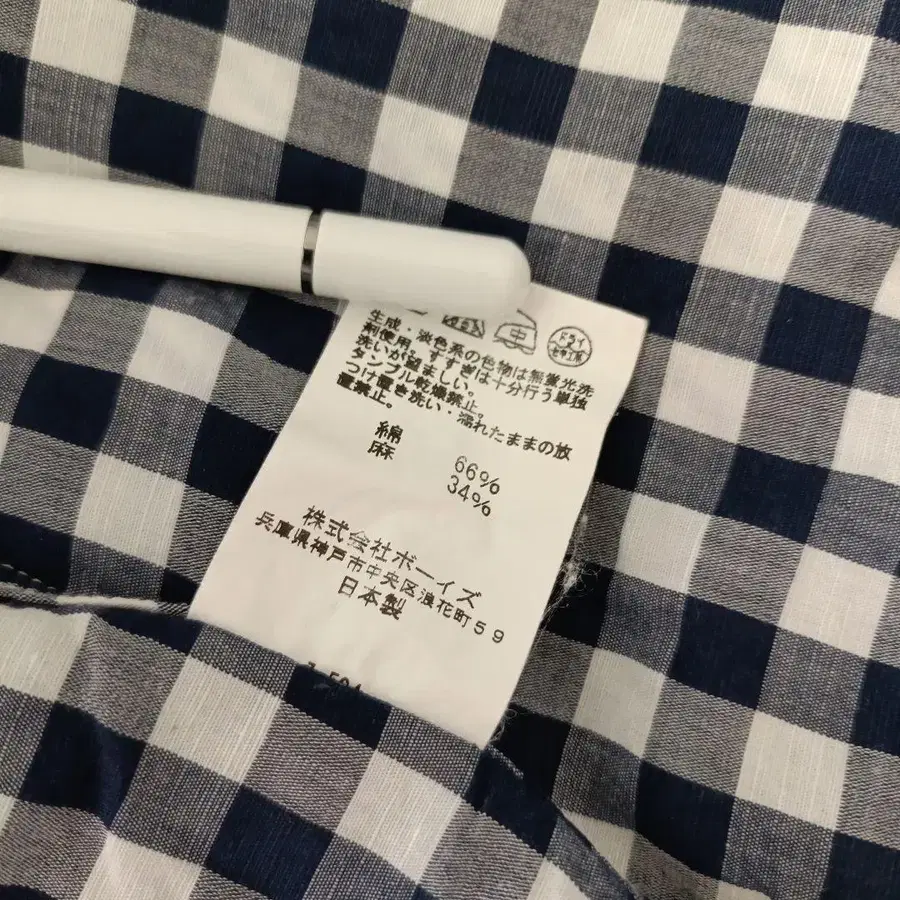 中
ドライ
生成・淡色系の色物は無蛍光洗
剤使用。すすぎは十分行う単独
洗いが望ましい。
タンブル乾燥禁止。
つけ置き洗い・濡れたままの放
置禁止。
綿 66%
麻 34%
株式会社ボーイズ
兵庫県神戸市中央区浪花町59
日本製